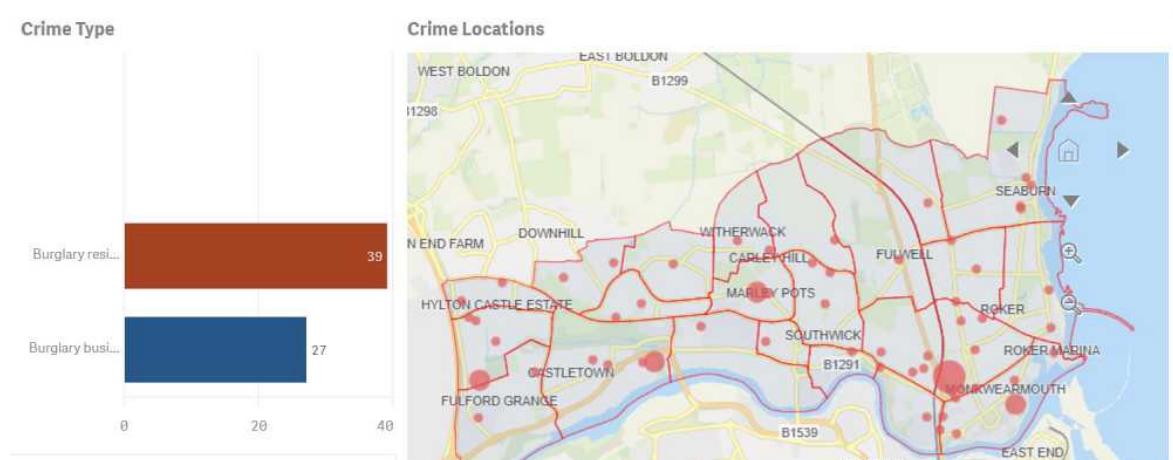 Crime Type
Burglary resi...
39
Burglary busi...
27
0
20
40
Crime Locations
EAST BOLDON
WEST BOLDON
B1299
31298
SEABURN
WITHERWACK
DOWNHILL
N END FARM
CARLEY HILL
FULWELL
MARLEY POTS
HYLTON CASTLE ESTATE
ROKER
SOUTHWICK
ROKER MARINA
B1291
CASTLETOWN
MONKWEARMOUTH
FULFORD GRANGE
B1539
EAST END